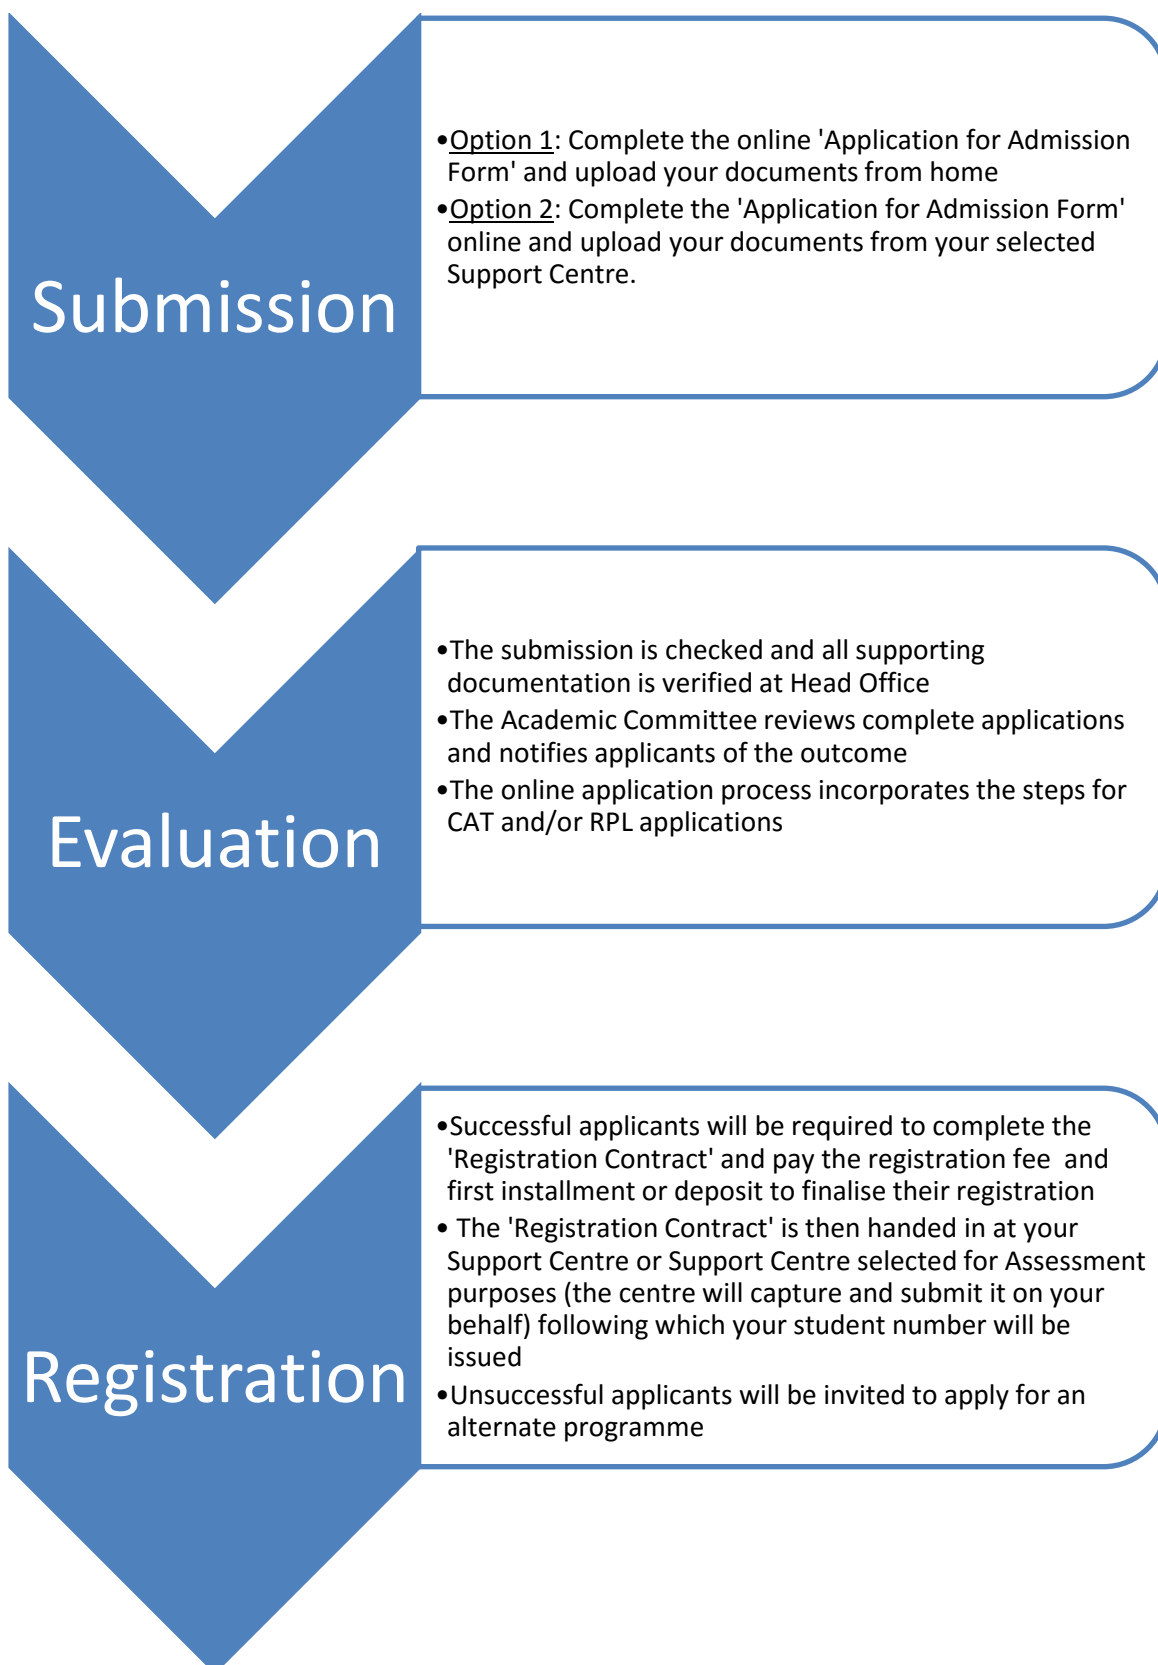 Submission
•Option 1: Complete the online 'Application for Admission
Form' and upload your documents from home
•Option 2: Complete the 'Application for Admission Form'
online and upload your documents from your selected
Support Centre.
Evaluation
•The submission is checked and all supporting
documentation is verified at Head Office
•The Academic Committee reviews complete applications
and notifies applicants of the outcome
•The online application process incorporates the steps for
CAT and/or RPL applications
Registration
•Successful applicants will be required to complete the
'Registration Contract' and pay the registration fee  and
first installment or deposit to finalise their registration
• The 'Registration Contract' is then handed in at your
Support Centre or Support Centre selected for Assessment
purposes (the centre will capture and submit it on your
behalf) following which your student number will be
issued
•Unsuccessful applicants will be invited to apply for an
alternate programme